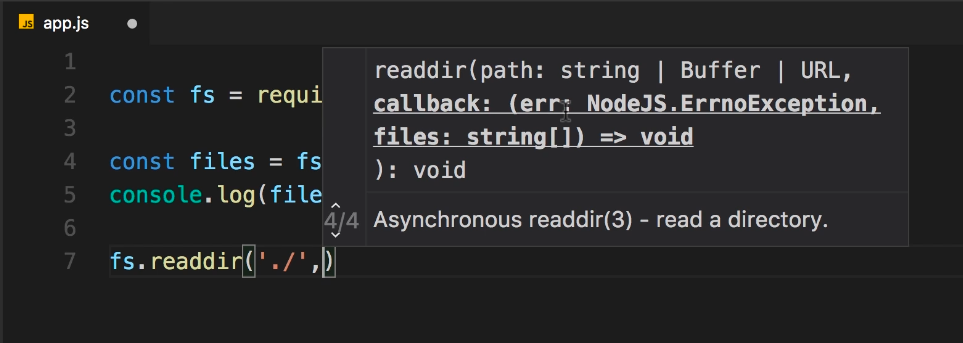 JS app.js
1
2 const fs = requi
3
4 const files = fs
5 console.log(file
6
7 fs.readdir('./',)
readdir(path: string | Buffer | URL,
callback: (err: NodeJS.ErrnoException,
files: string[]) => void
): void
4/4 Asynchronous readdir(3) - read a directory.